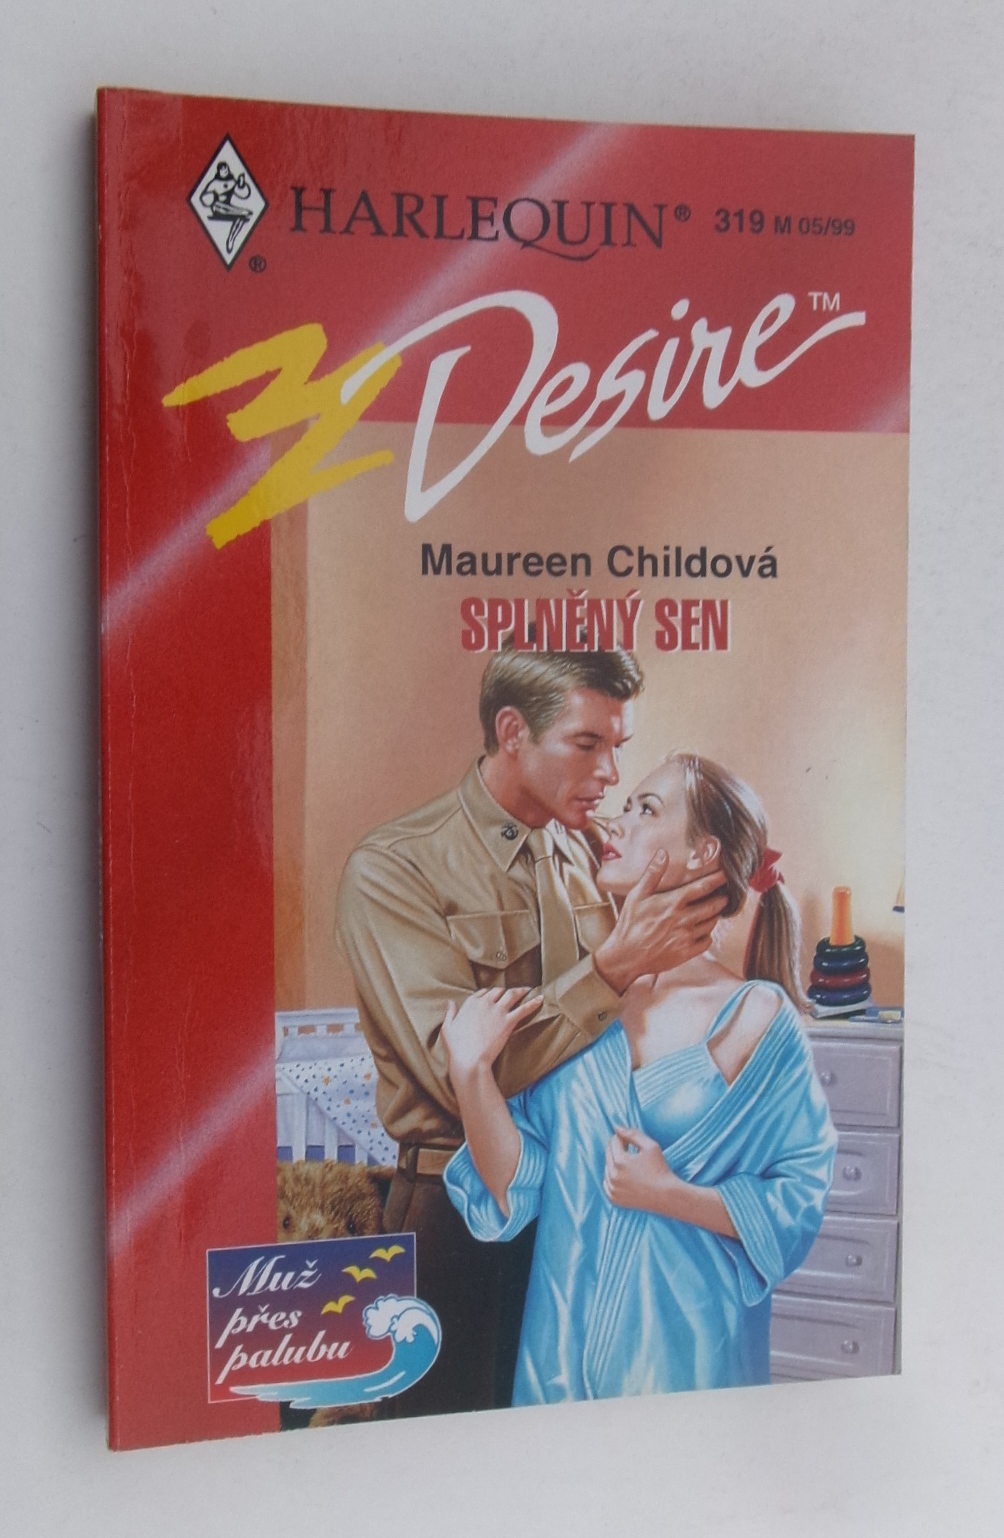 HARLEQUIN® 319 M 05/99
®
Desire™
Maureen Childová
SPLNĚNÝ SEN
Muž
přes
palubu